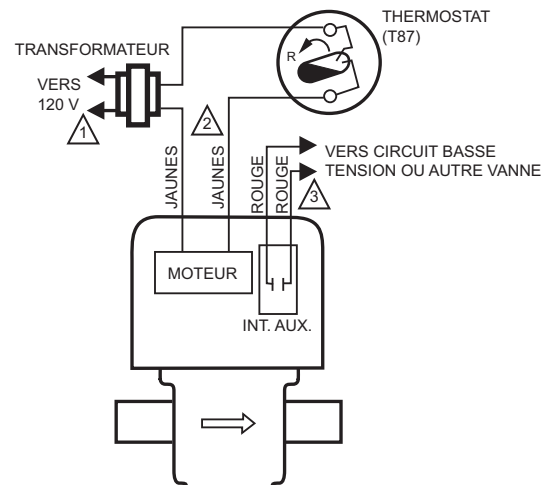 THERMOSTAT
(T87)
TRANSFORMATEUR
R
VERS
120 V
1
2
VERS CIRCUIT BASSE
TENSION OU AUTRE VANNE
3
JAUNES
JAUNES
ROUGE
ROUGE
MOTEUR
INT. AUX.